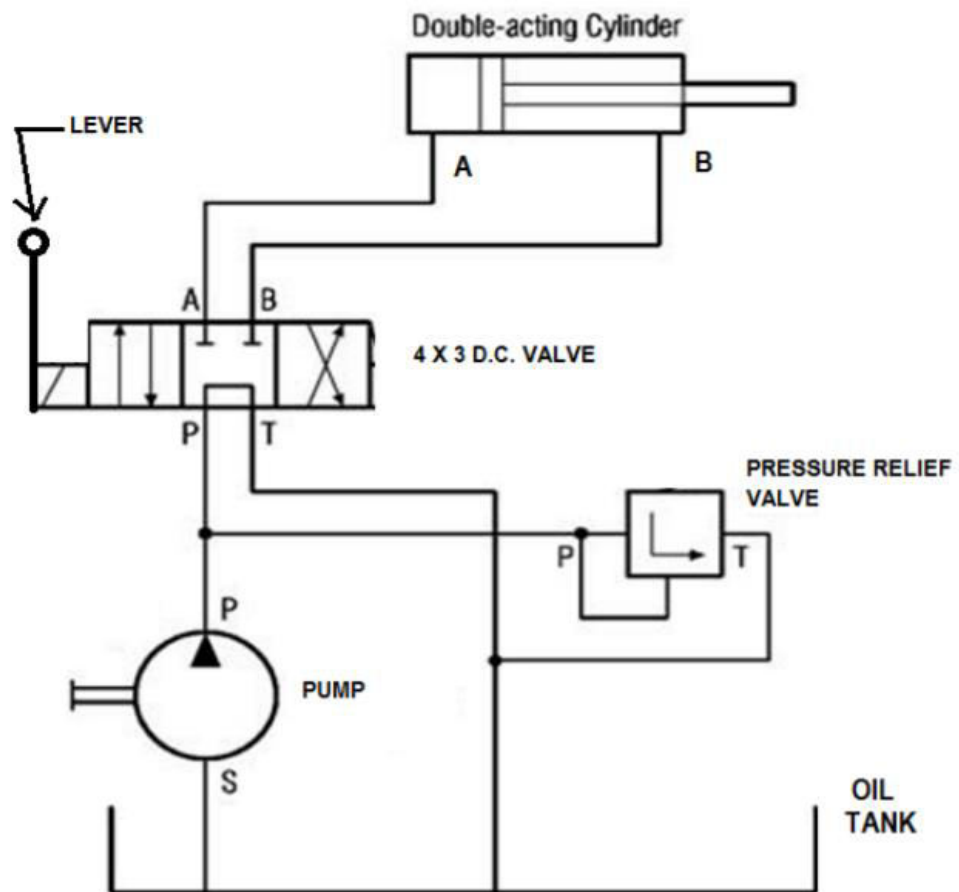 Double-acting Cylinder
LEVER
A
B
A B
4 X 3 D.C. VALVE
P T
PRESSURE RELIEF
VALVE
P
T
P
PUMP
S
OIL
TANK